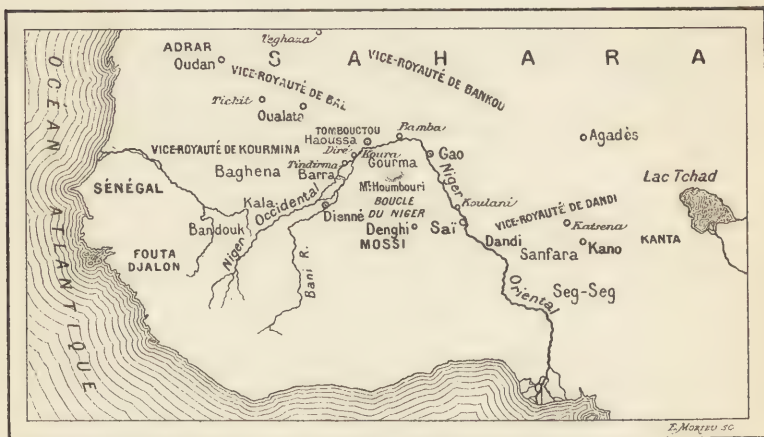 Teghaza
ADRAR
Oudan
S A H A R A
VICE-ROYAUTÉ DE BANKOU
VICE-ROYAUTÉ DE BAL
Tichit
Oualata
OCÉAN ATLANTIQUE
TOMBOUCTOU
Bamba
Agadès
Haoussa
VICE-ROYAUTÉ DE KOURMINA
Diré
Koura
Gao
Tindirma
Gourma
Lac Tchad
Baghena
Barra
SÉNÉGAL
Mt Houmbouri
Niger
Kala
Occidental
BOUCLE
DU NIGER
Koulani
VICE-ROYAUTÉ DE DANDI
Bandouk
Dienné
Katsena
Denghi
Saï
MOSSI
Dandi
KANTA
Sanfara
Kano
FOUTA
DJALON
Niger
Bani R.
Oriental
Seg-Seg
T. MORIEU SC